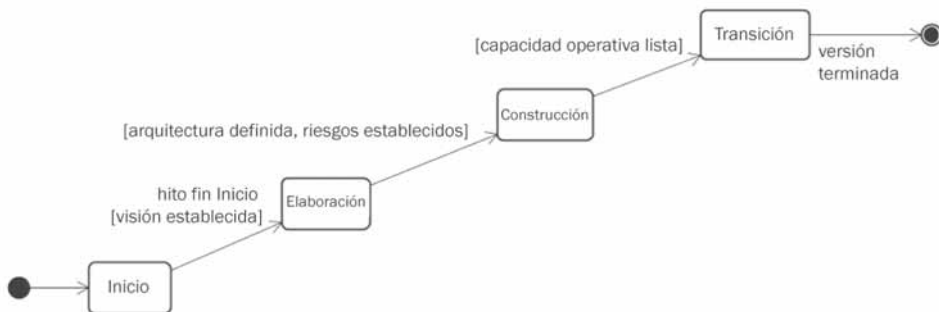 Transición
[capacidad operativa lista]
versión
terminada
Construcción
[arquitectura definida, riesgos establecidos]
hito fin Inicio
[visión establecida]
Elaboración
Inicio